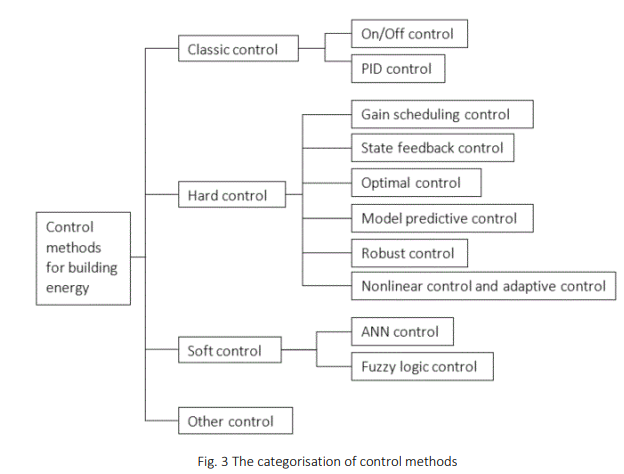 Control
methods
for building
energy
Classic control
On/Off control
PID control
Hard control
Gain scheduling control
State feedback control
Optimal control
Model predictive control
Robust control
Nonlinear control and adaptive control
Soft control
ANN control
Fuzzy logic control
Other control
Fig. 3 The categorisation of control methods